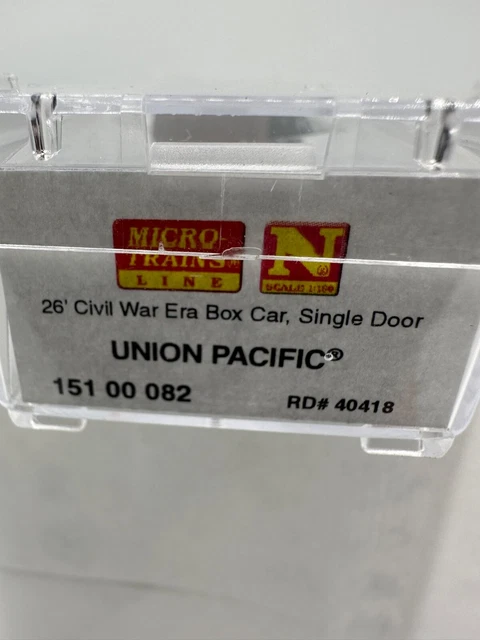 MICRO-
TRAINS
LINE
N
SCALE 1:160
26' Civil War Era Box Car, Single Door
UNION PACIFIC®
151 00 082
RD# 40418